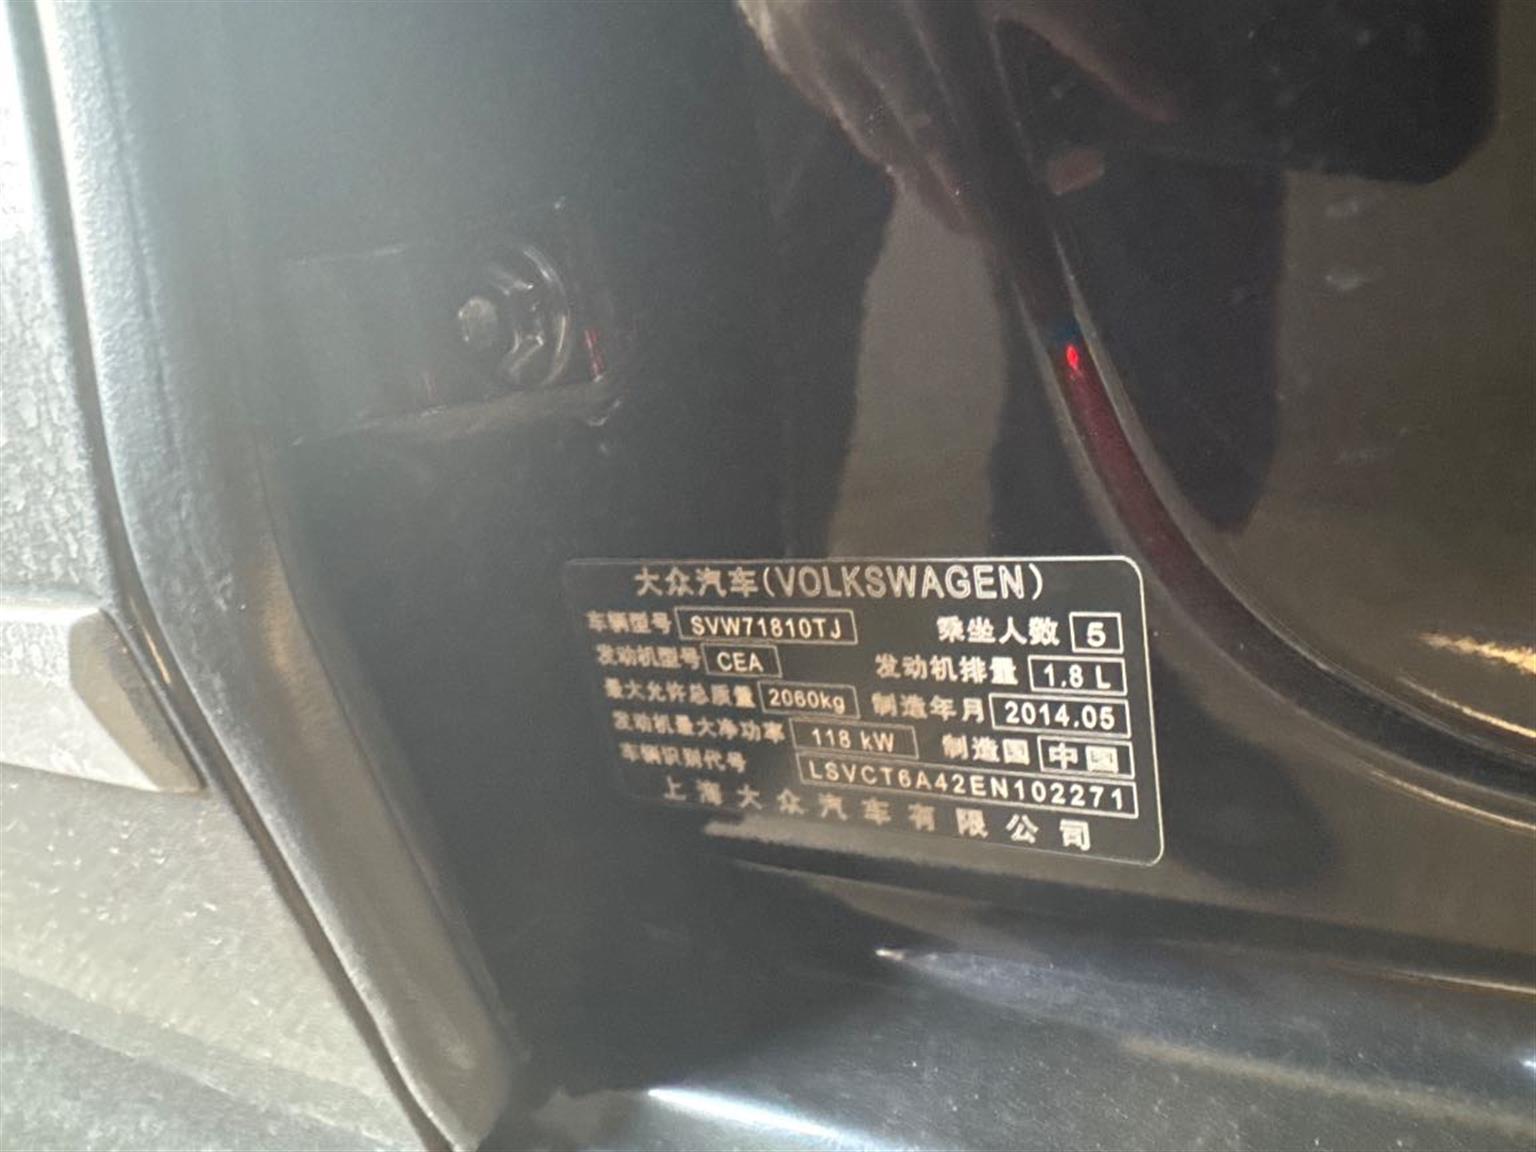 大众汽车(VOLKSWAGEN)
车辆型号 SVW71810TJ 乘坐人数 5
发动机型号 CEA 发动机排量 1.8 L
最大允许总质量 2060kg 制造年月 2014.05
发动机最大净功率 118 kW 制造国 中国
车辆识别代号 LSVCT6A42EN102271
上海大众汽车有限公司